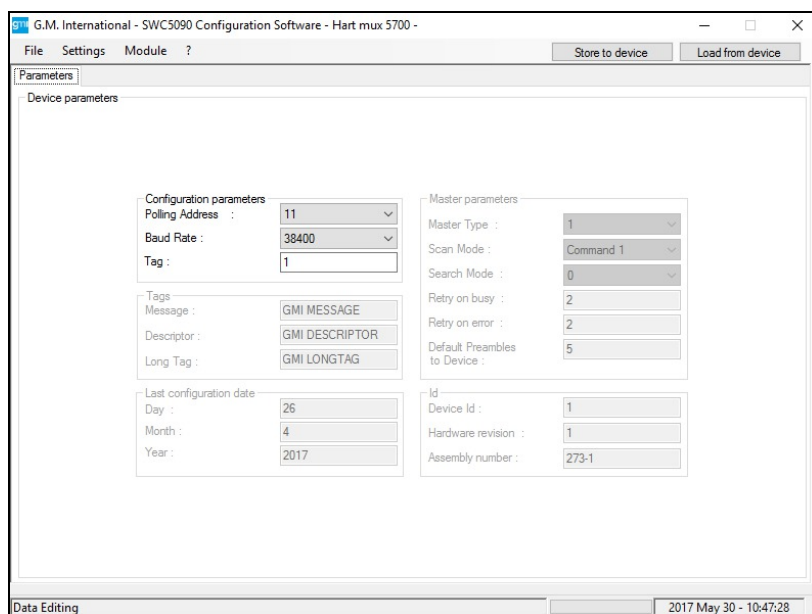 gmi G.M. International - SWC5090 Configuration Software - Hart mux 5700 -
File Settings Module ? Store to device Load from device
Parameters
Device parameters
Configuration parameters
Polling Address : 11
Baud Rate : 38400
Tag : 1
Tags
Message : GMI MESSAGE
Descriptor : GMI DESCRIPTOR
Long Tag : GMI LONGTAG
Last configuration date
Day : 26
Month : 4
Year : 2017
Master parameters
Master Type : 1
Scan Mode : Command 1
Search Mode : 0
Retry on busy : 2
Retry on error : 2
Default Preambles
to Device : 5
Id
Device Id : 1
Hardware revision : 1
Assembly number : 273-1
Data Editing 2017 May 30 - 10:47:28